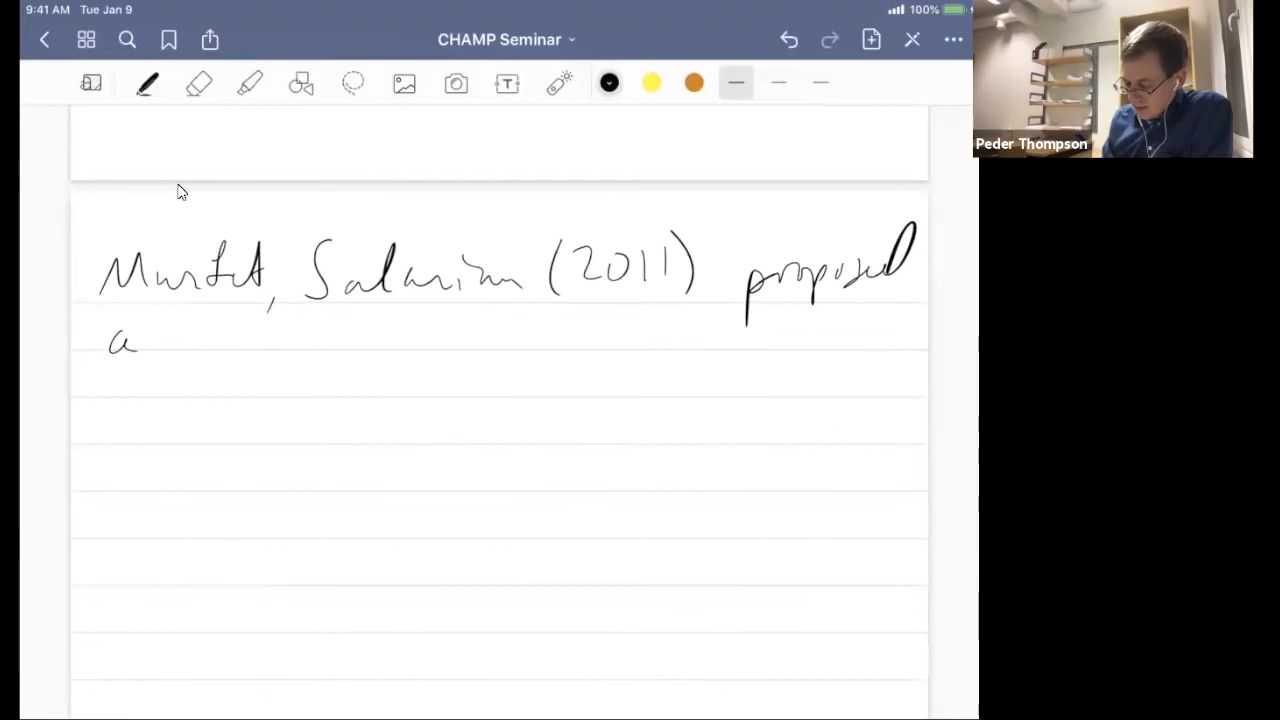 9:41 AM Tue Jan 9
100%
CHAMP Seminar
Peder Thompson
Murfet, Salarian (2011) proposed
a